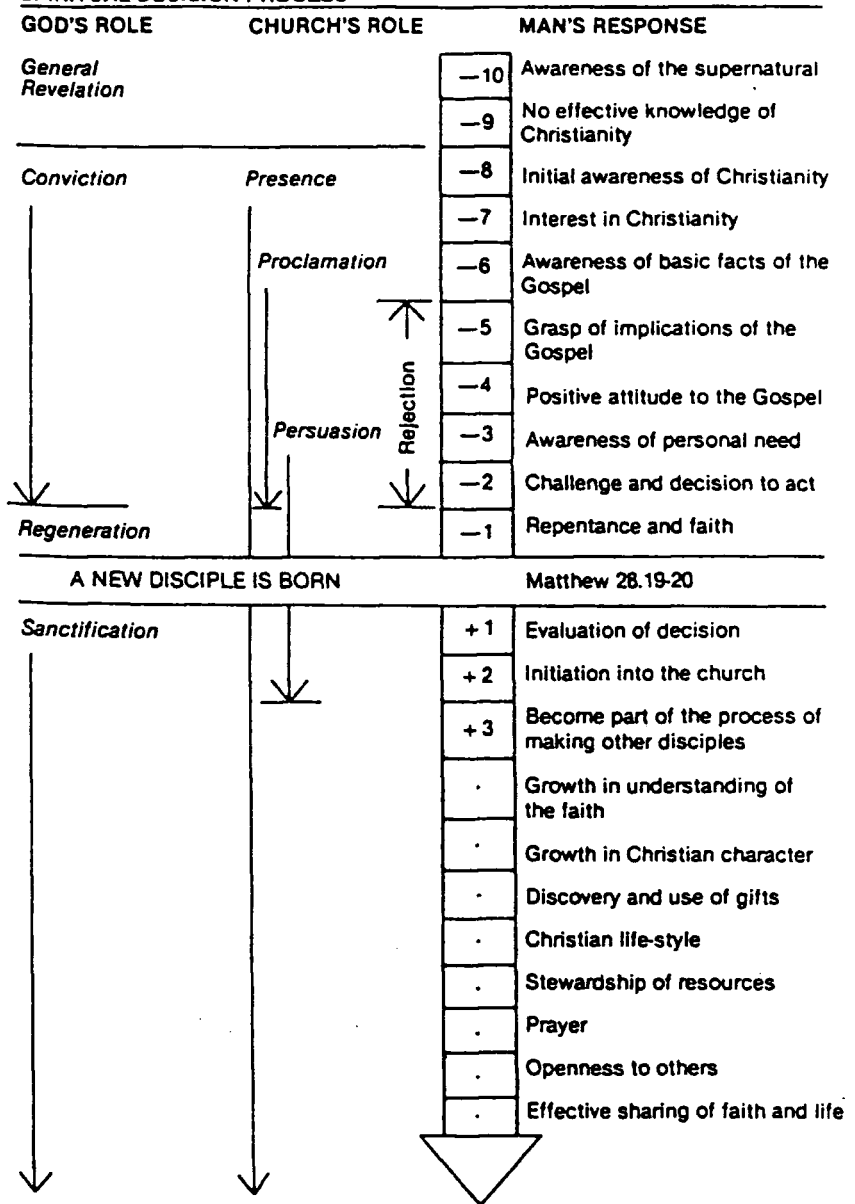 GOD'S ROLE CHURCH'S ROLE MAN'S RESPONSE
General
Revelation
—10 Awareness of the supernatural
—9 No effective knowledge of
Christianity
Conviction Presence —8 Initial awareness of Christianity
—7 Interest in Christianity
Proclamation —6 Awareness of basic facts of the
Gospel
Rejection
—5 Grasp of implications of the
Gospel
—4 Positive attitude to the Gospel
Persuasion —3 Awareness of personal need
—2 Challenge and decision to act
Regeneration —1 Repentance and faith
A NEW DISCIPLE IS BORN Matthew 28.19-20
Sanctification +1 Evaluation of decision
+2 Initiation into the church
+3 Become part of the process of
making other disciples
· Growth in understanding of
the faith
· Growth in Christian character
· Discovery and use of gifts
· Christian life-style
· Stewardship of resources
· Prayer
· Openness to others
· Effective sharing of faith and life